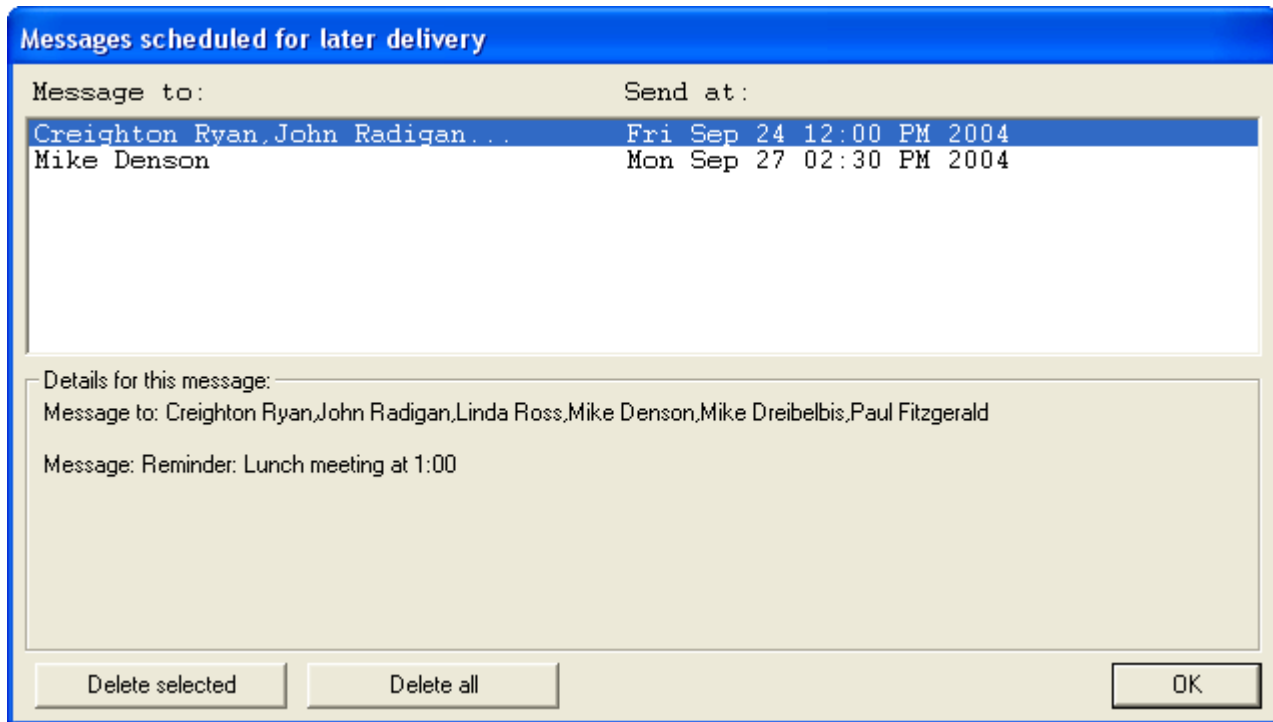 Messages scheduled for later delivery
Message to: Send at:
Creighton Ryan,John Radigan... Fri Sep 24 12:00 PM 2004
Mike Denson Mon Sep 27 02:30 PM 2004
Details for this message:
Message to: Creighton Ryan,John Radigan,Linda Ross,Mike Denson,Mike Dreibelbis,Paul Fitzgerald
Message: Reminder: Lunch meeting at 1:00
Delete selected Delete all OK